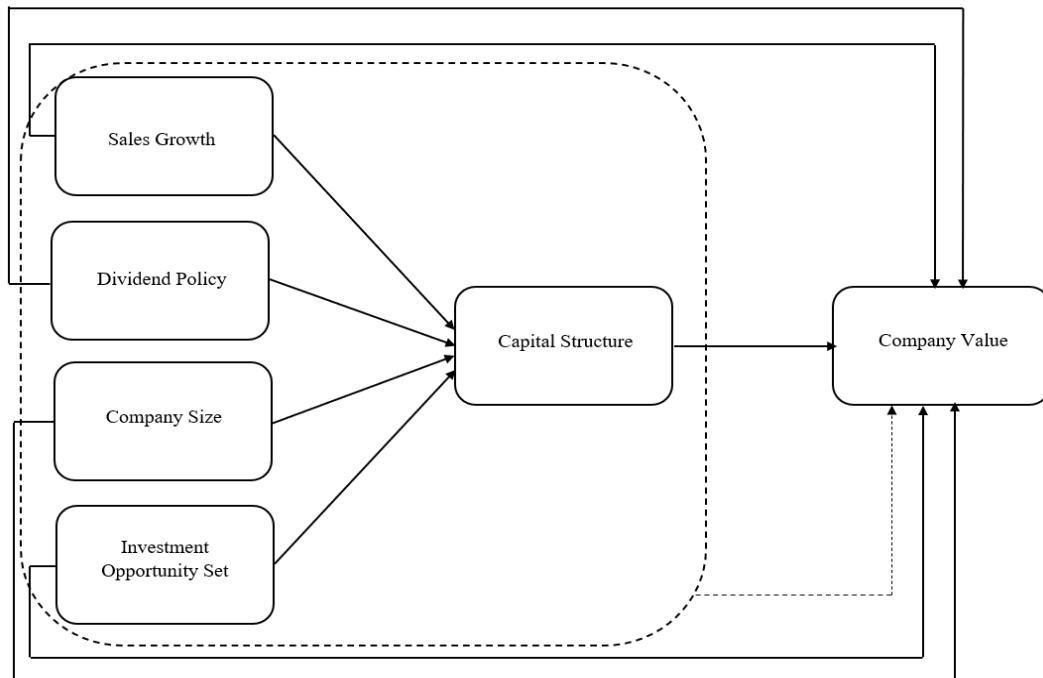 Sales Growth
Dividend Policy
Company Size
Investment
Opportunity Set
Capital Structure
Company Value